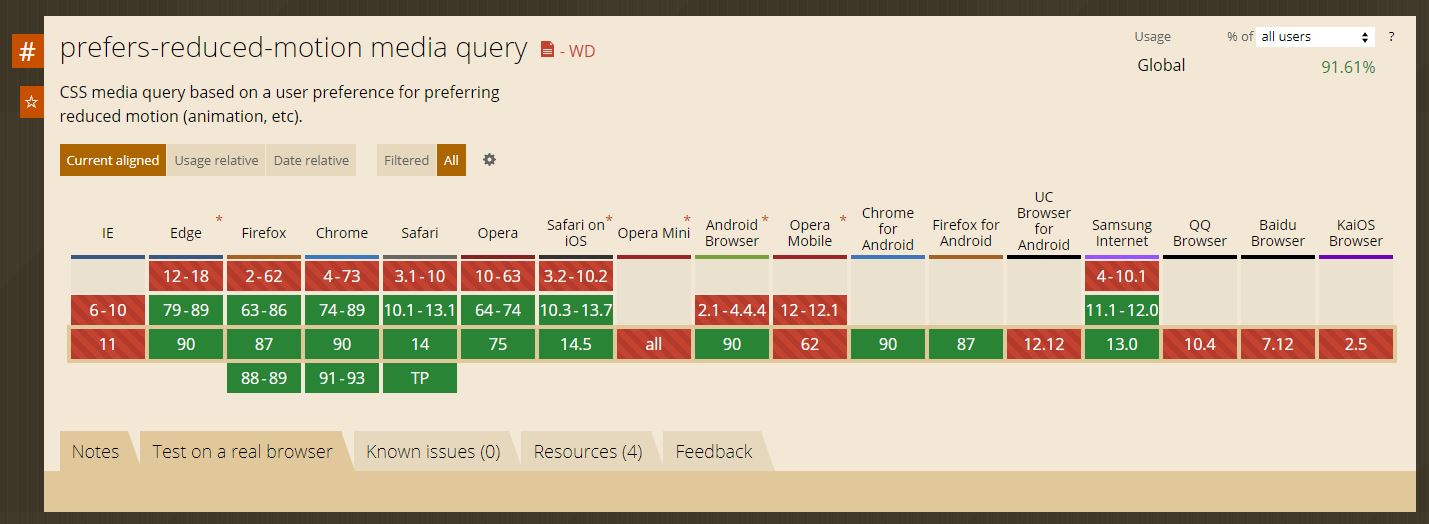 #
prefers-reduced-motion media query - WD
Usage % of all users ?
Global 91.61%
☆
CSS media query based on a user preference for preferring
reduced motion (animation, etc).
Current aligned Usage relative Date relative Filtered All
IE Edge * Firefox Chrome Safari Opera Safari on iOS * Opera Mini * Android Browser * Opera Mobile * Chrome for Android Firefox for Android UC Browser for Android Samsung Internet QQ Browser Baidu Browser KaiOS Browser
12-18 2-62 4-73 3.1-10 10-63 3.2-10.2 4-10.1
6-10 79-89 63-86 74-89 10.1-13.1 64-74 10.3-13.7 2.1-4.4.4 12-12.1 11.1-12.0
11 90 87 90 14 75 14.5 all 90 62 90 87 12.12 13.0 10.4 7.12 2.5
88-89 91-93 TP
Notes Test on a real browser Known issues (0) Resources (4) Feedback